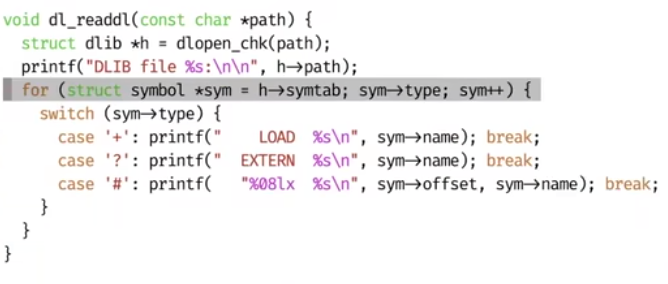 void dl_readdl(const char *path) {
  struct dlib *h = dlopen_chk(path);
  printf("DLIB file %s:\n\n", h->path);
  for (struct symbol *sym = h->symtab; sym->type; sym++) {
    switch (sym->type) {
      case '+': printf("    LOAD  %s\n", sym->name); break;
      case '?': printf("  EXTERN  %s\n", sym->name); break;
      case '#': printf(   "%08lx  %s\n", sym->offset, sym->name); break;
    }
  }
}